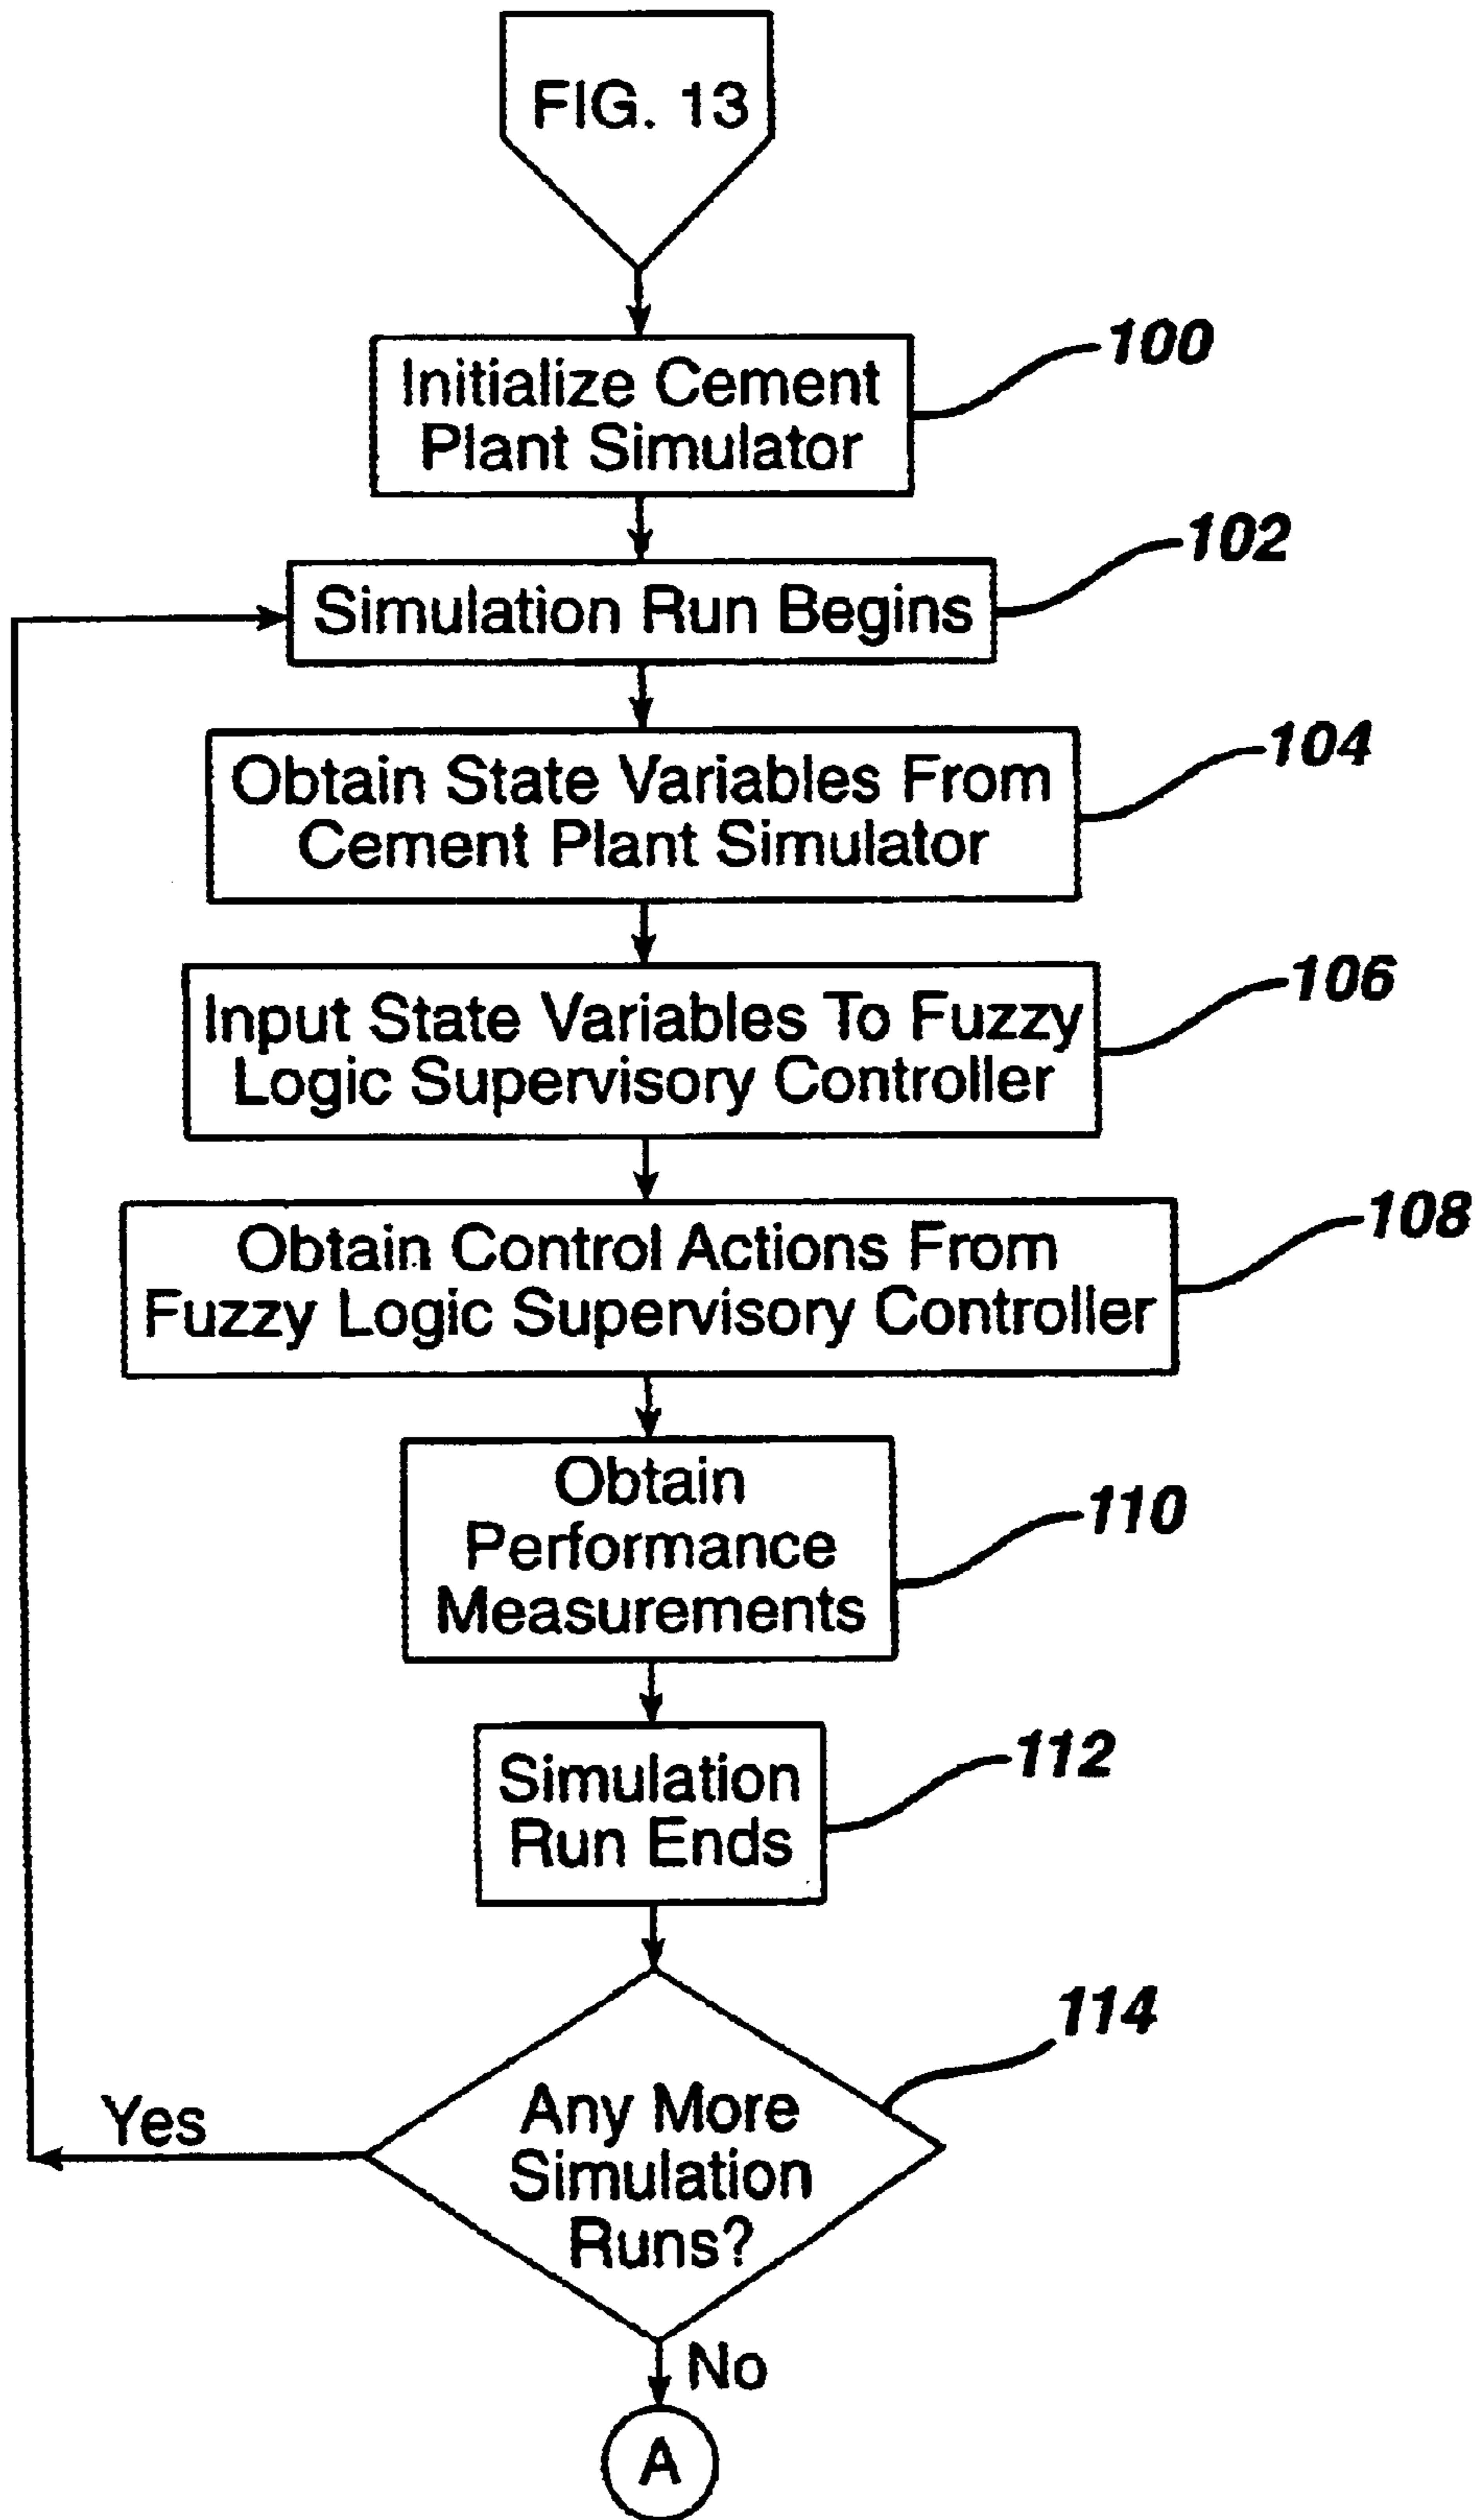 FIG. 13
Initialize Cement
Plant Simulator
100
Simulation Run Begins
102
Obtain State Variables From
Cement Plant Simulator
104
Input State Variables To Fuzzy
Logic Supervisory Controller
106
Obtain Control Actions From
Fuzzy Logic Supervisory Controller
108
Obtain
Performance
Measurements
110
Simulation
Run Ends
112
114
Any More
Simulation
Runs?
Yes
No
A